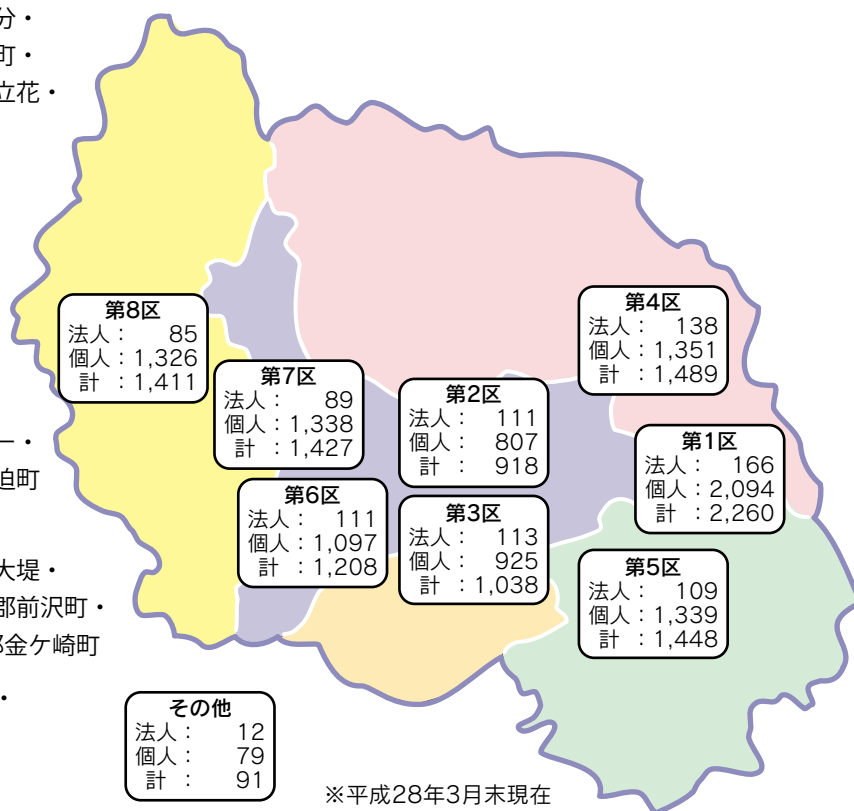 分・
町・
立花・
第8区
法人： 85
個人：1,326
計 ：1,411
第7区
法人： 89
個人：1,338
計 ：1,427
第2区
法人： 111
個人： 807
計 ： 918
第4区
法人： 138
個人：1,351
計 ：1,489
第1区
法人： 166
個人：2,094
計 ：2,260
第6区
法人： 111
個人：1,097
計 ：1,208
第3区
法人： 113
個人： 925
計 ：1,038
第5区
法人： 109
個人：1,339
計 ：1,448
ー・
迫町
大堤・
郡前沢町・
郡金ケ崎町
・
その他
法人： 12
個人： 79
計 ： 91
※平成28年3月末現在